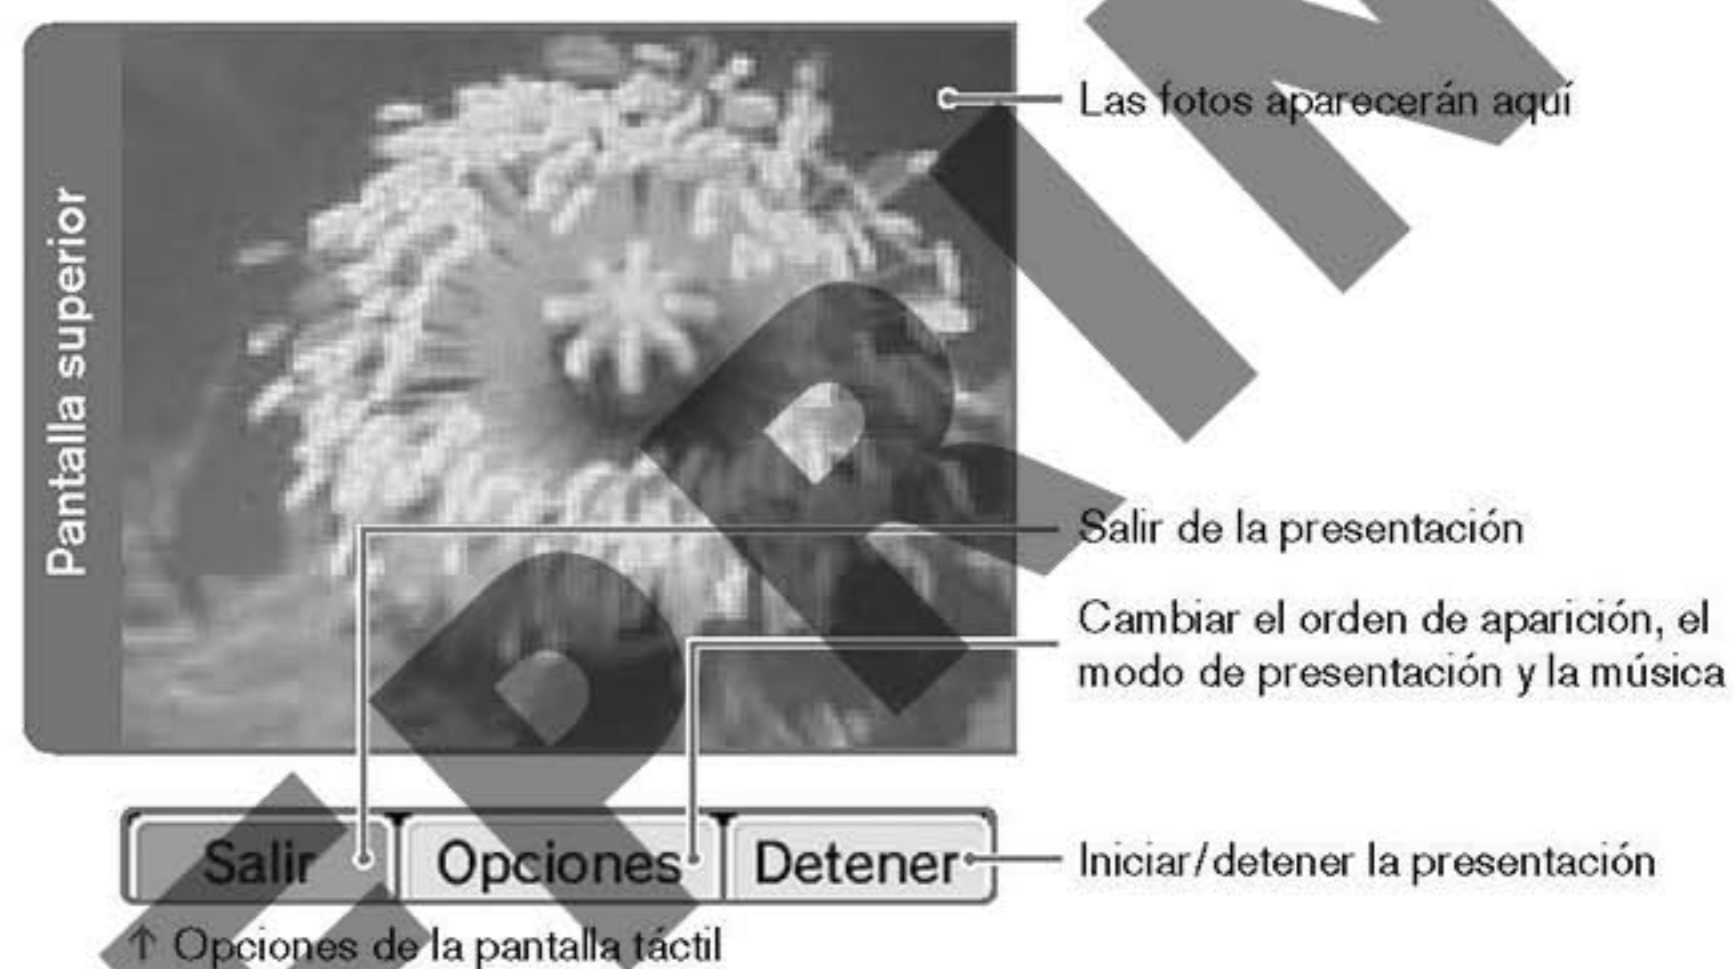 Pantalla superior
Las fotos aparecerán aquí
Salir de la presentación
Cambiar el orden de aparición, el
modo de presentación y la música
Salir
Opciones
Detener
Iniciar/detener la presentación
↑ Opciones de la pantalla táctil